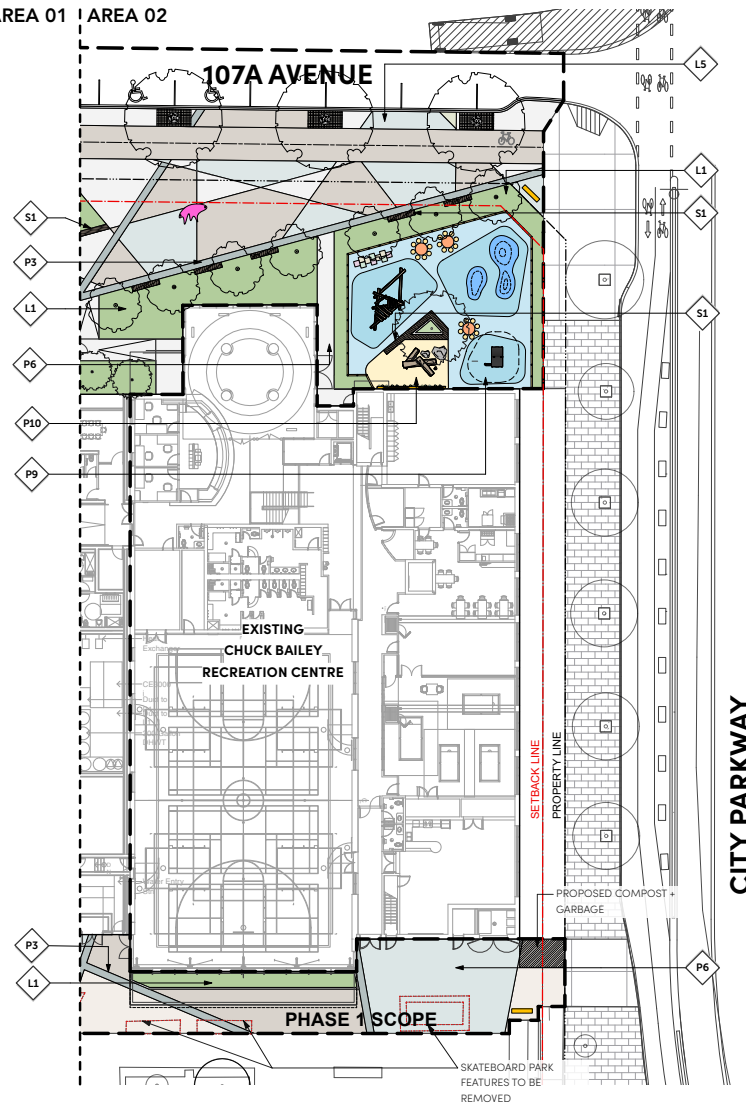 AREA 01 AREA 02
107A AVENUE
L5
L1
S1
S1
P3
L1
S1
P6
P10
P9
EXISTING
CHUCK BAILEY
RECREATION CENTRE
SETBACK LINE
PROPERTY LINE
CITY PARKWAY
PROPOSED COMPOST +
GARBAGE
P3
L1
P6
PHASE 1 SCOPE
SKATEBOARD PARK
FEATURES TO BE
REMOVED